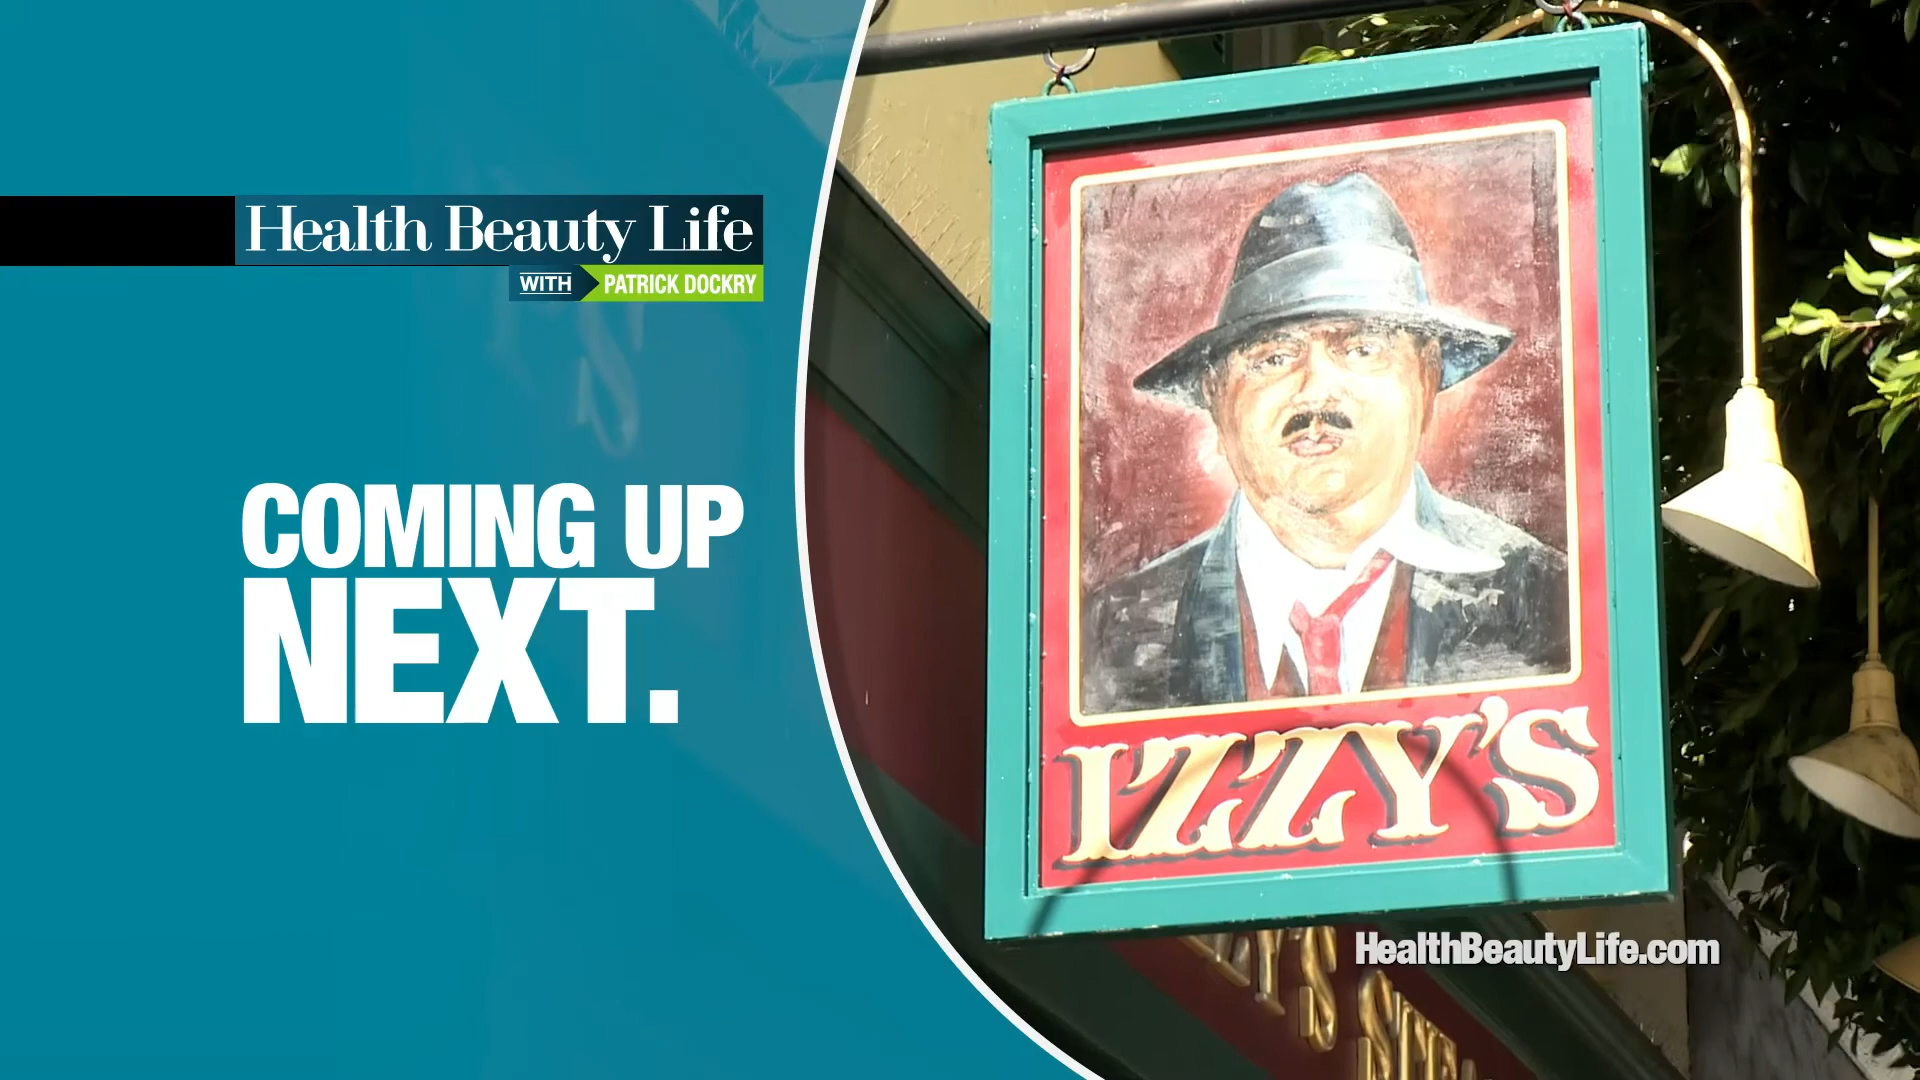 Health Beauty Life
WITH PATRICK DOCKRY
COMING UP
NEXT.
IZZY'S
HealthBeautyLife.com